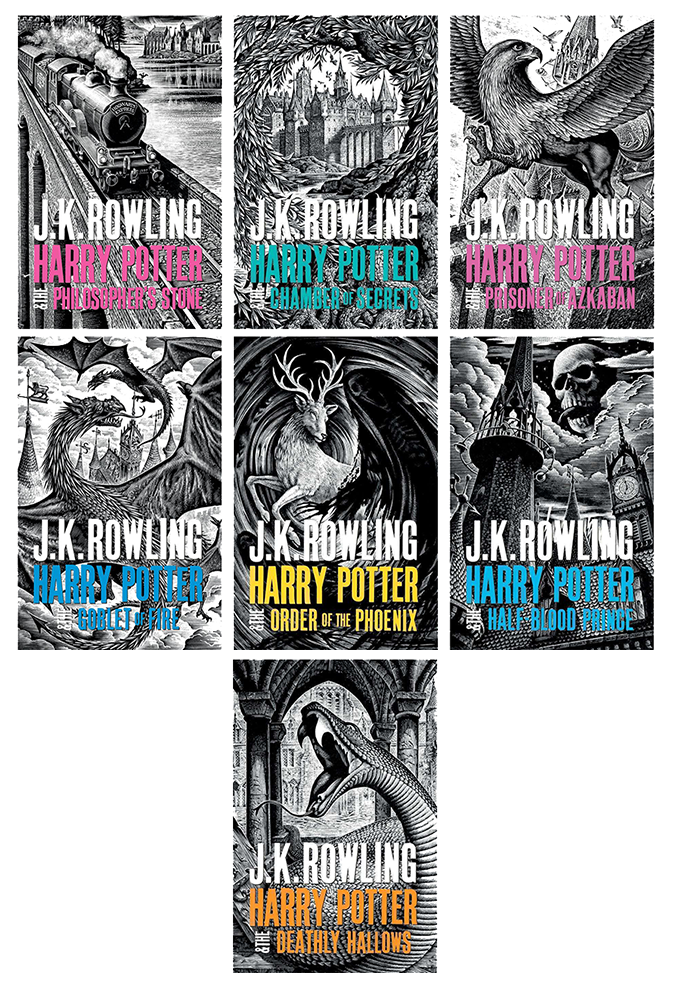 J.K.ROWLING
HARRY POTTER
&THE PHILOSOPHER'S STONE
J.K.ROWLING
HARRY POTTER
&THE CHAMBER OF SECRETS
J.K.ROWLING
HARRY POTTER
&THE PRISONER OF AZKABAN
J.K.ROWLING
HARRY POTTER
&THE GOBLET OF FIRE
J.K.ROWLING
HARRY POTTER
&THE ORDER OF THE PHOENIX
J.K.ROWLING
HARRY POTTER
&THE HALF-BLOOD PRINCE
J.K.ROWLING
HARRY POTTER
&THE DEATHLY HALLOWS